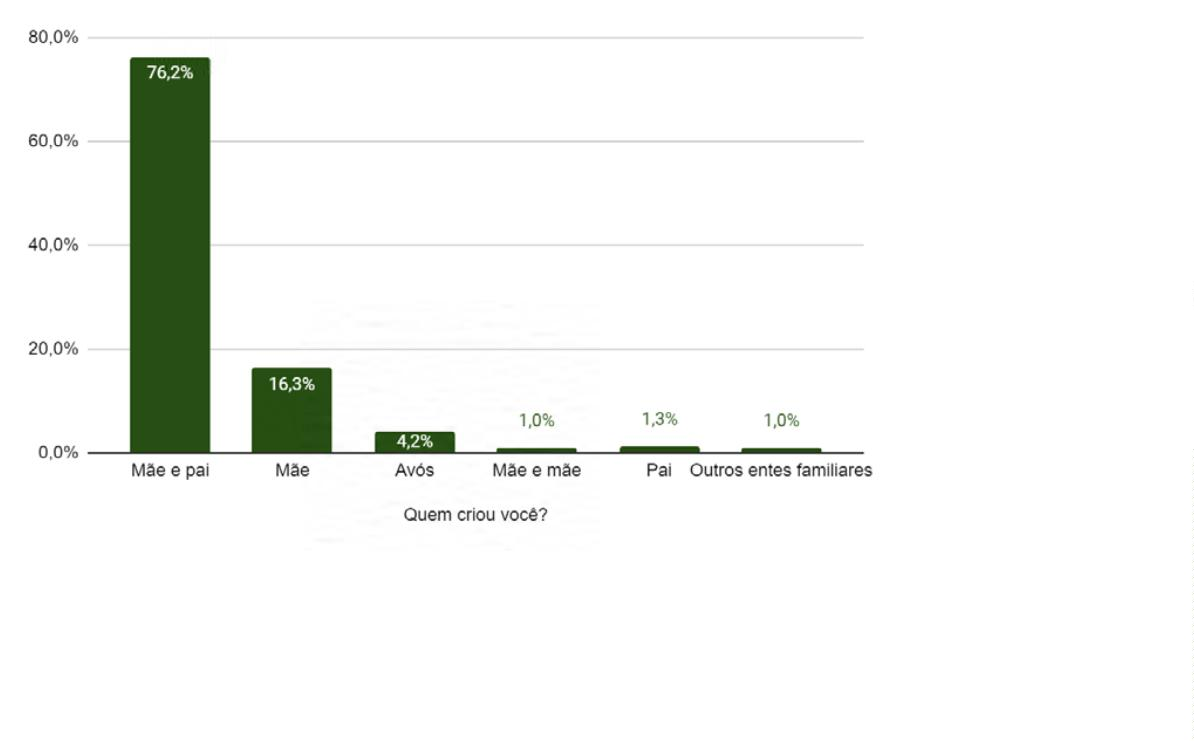 80,0%
76,2%
60,0%
40,0%
20,0%
16,3%
1,0%
1,3%
1,0%
4,2%
0,0%
Mãe e pai
Mãe
Avós
Mãe e mãe
Pai
Outros entes familiares
Quem criou você?